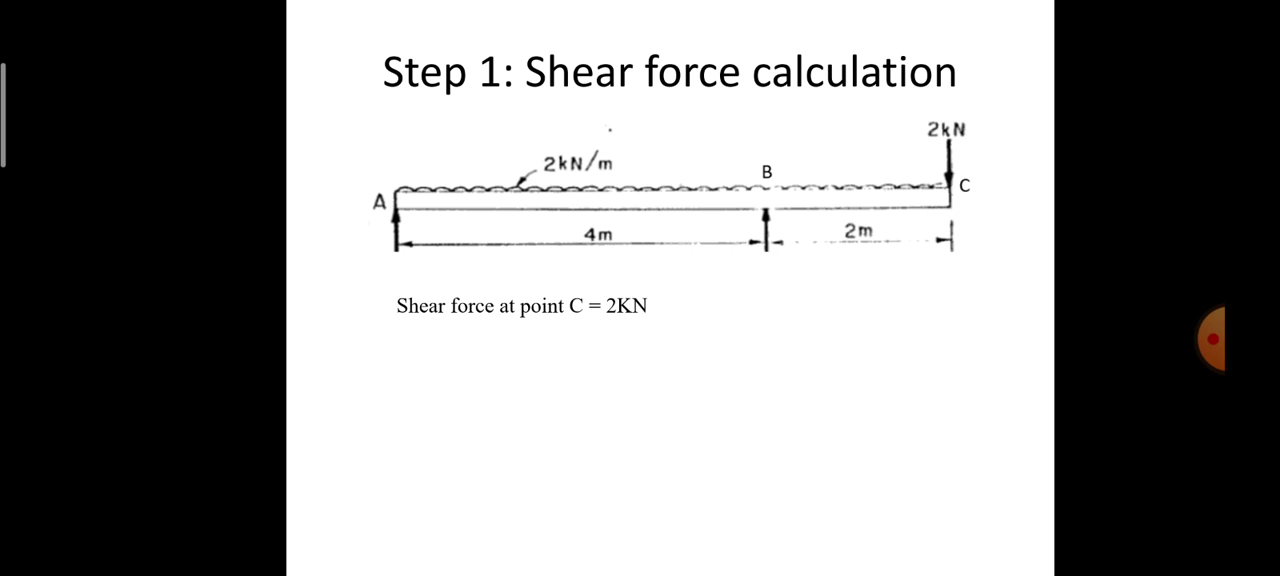 Step 1: Shear force calculation
2kN
2kN/m
B
C
A
4m
2m
Shear force at point C = 2KN